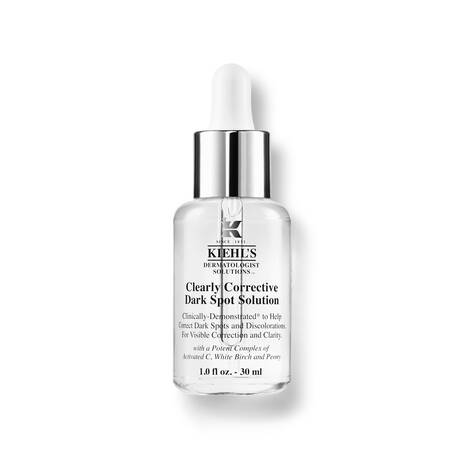 K
SINCE 1851
KIEHL'S
DERMATOLOGIST
SOLUTIONS™
Clearly Corrective
Dark Spot Solution
Clinically-Demonstrated* to Help
Correct Dark Spots and Discolorations.
For Visible Correction and Clarity.
with a Potent Complex of
Activated C, White Birch and Peony
1.0 fl. oz. - 30 ml